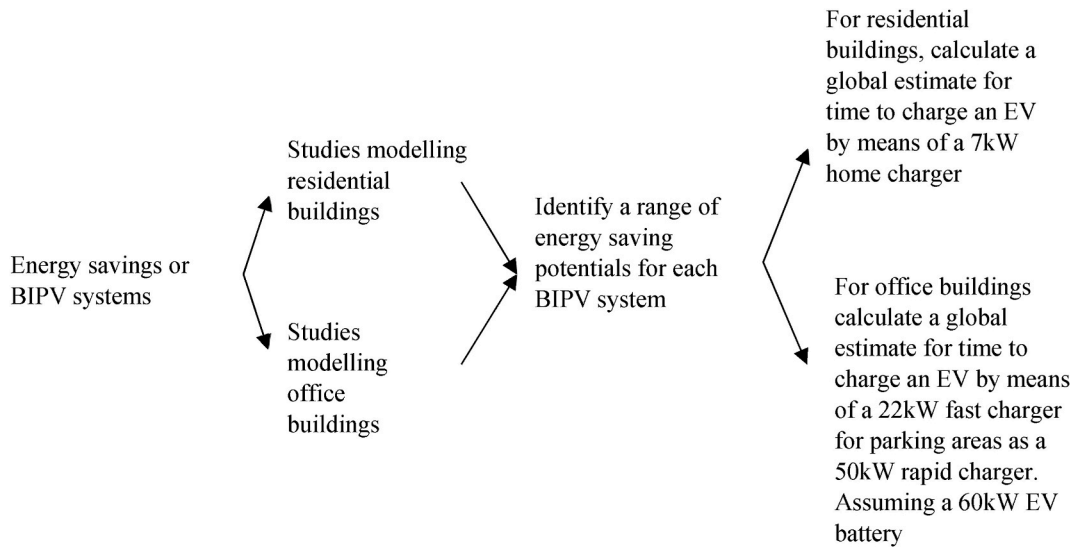 Energy savings or
BIPV systems
Studies modelling
residential
buildings
Studies
modelling
office
buildings
Identify a range of
energy saving
potentials for each
BIPV system
For residential
buildings, calculate a
global estimate for
time to charge an EV
by means of a 7kW
home charger
For office buildings
calculate a global
estimate for time to
charge an EV by means
of a 22kW fast charger
for parking areas as a
50kW rapid charger.
Assuming a 60kW EV
battery